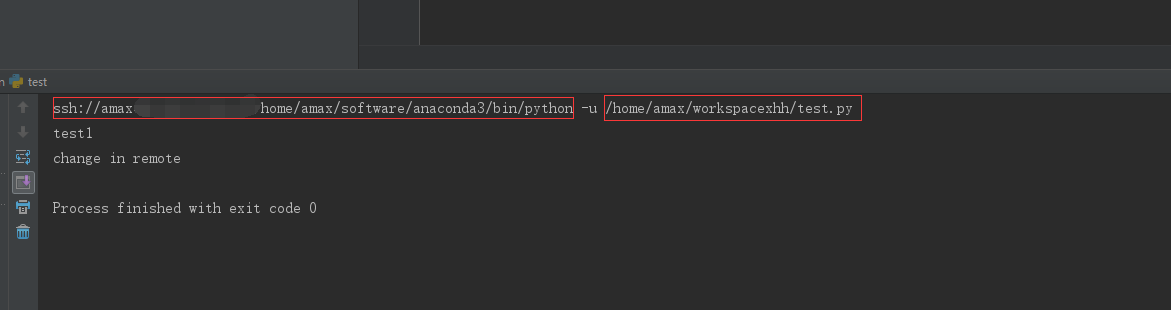 n test
ssh://amax home/amax/software/anaconda3/bin/python -u /home/amax/workspacexhh/test.py
test1
change in remote
Process finished with exit code 0